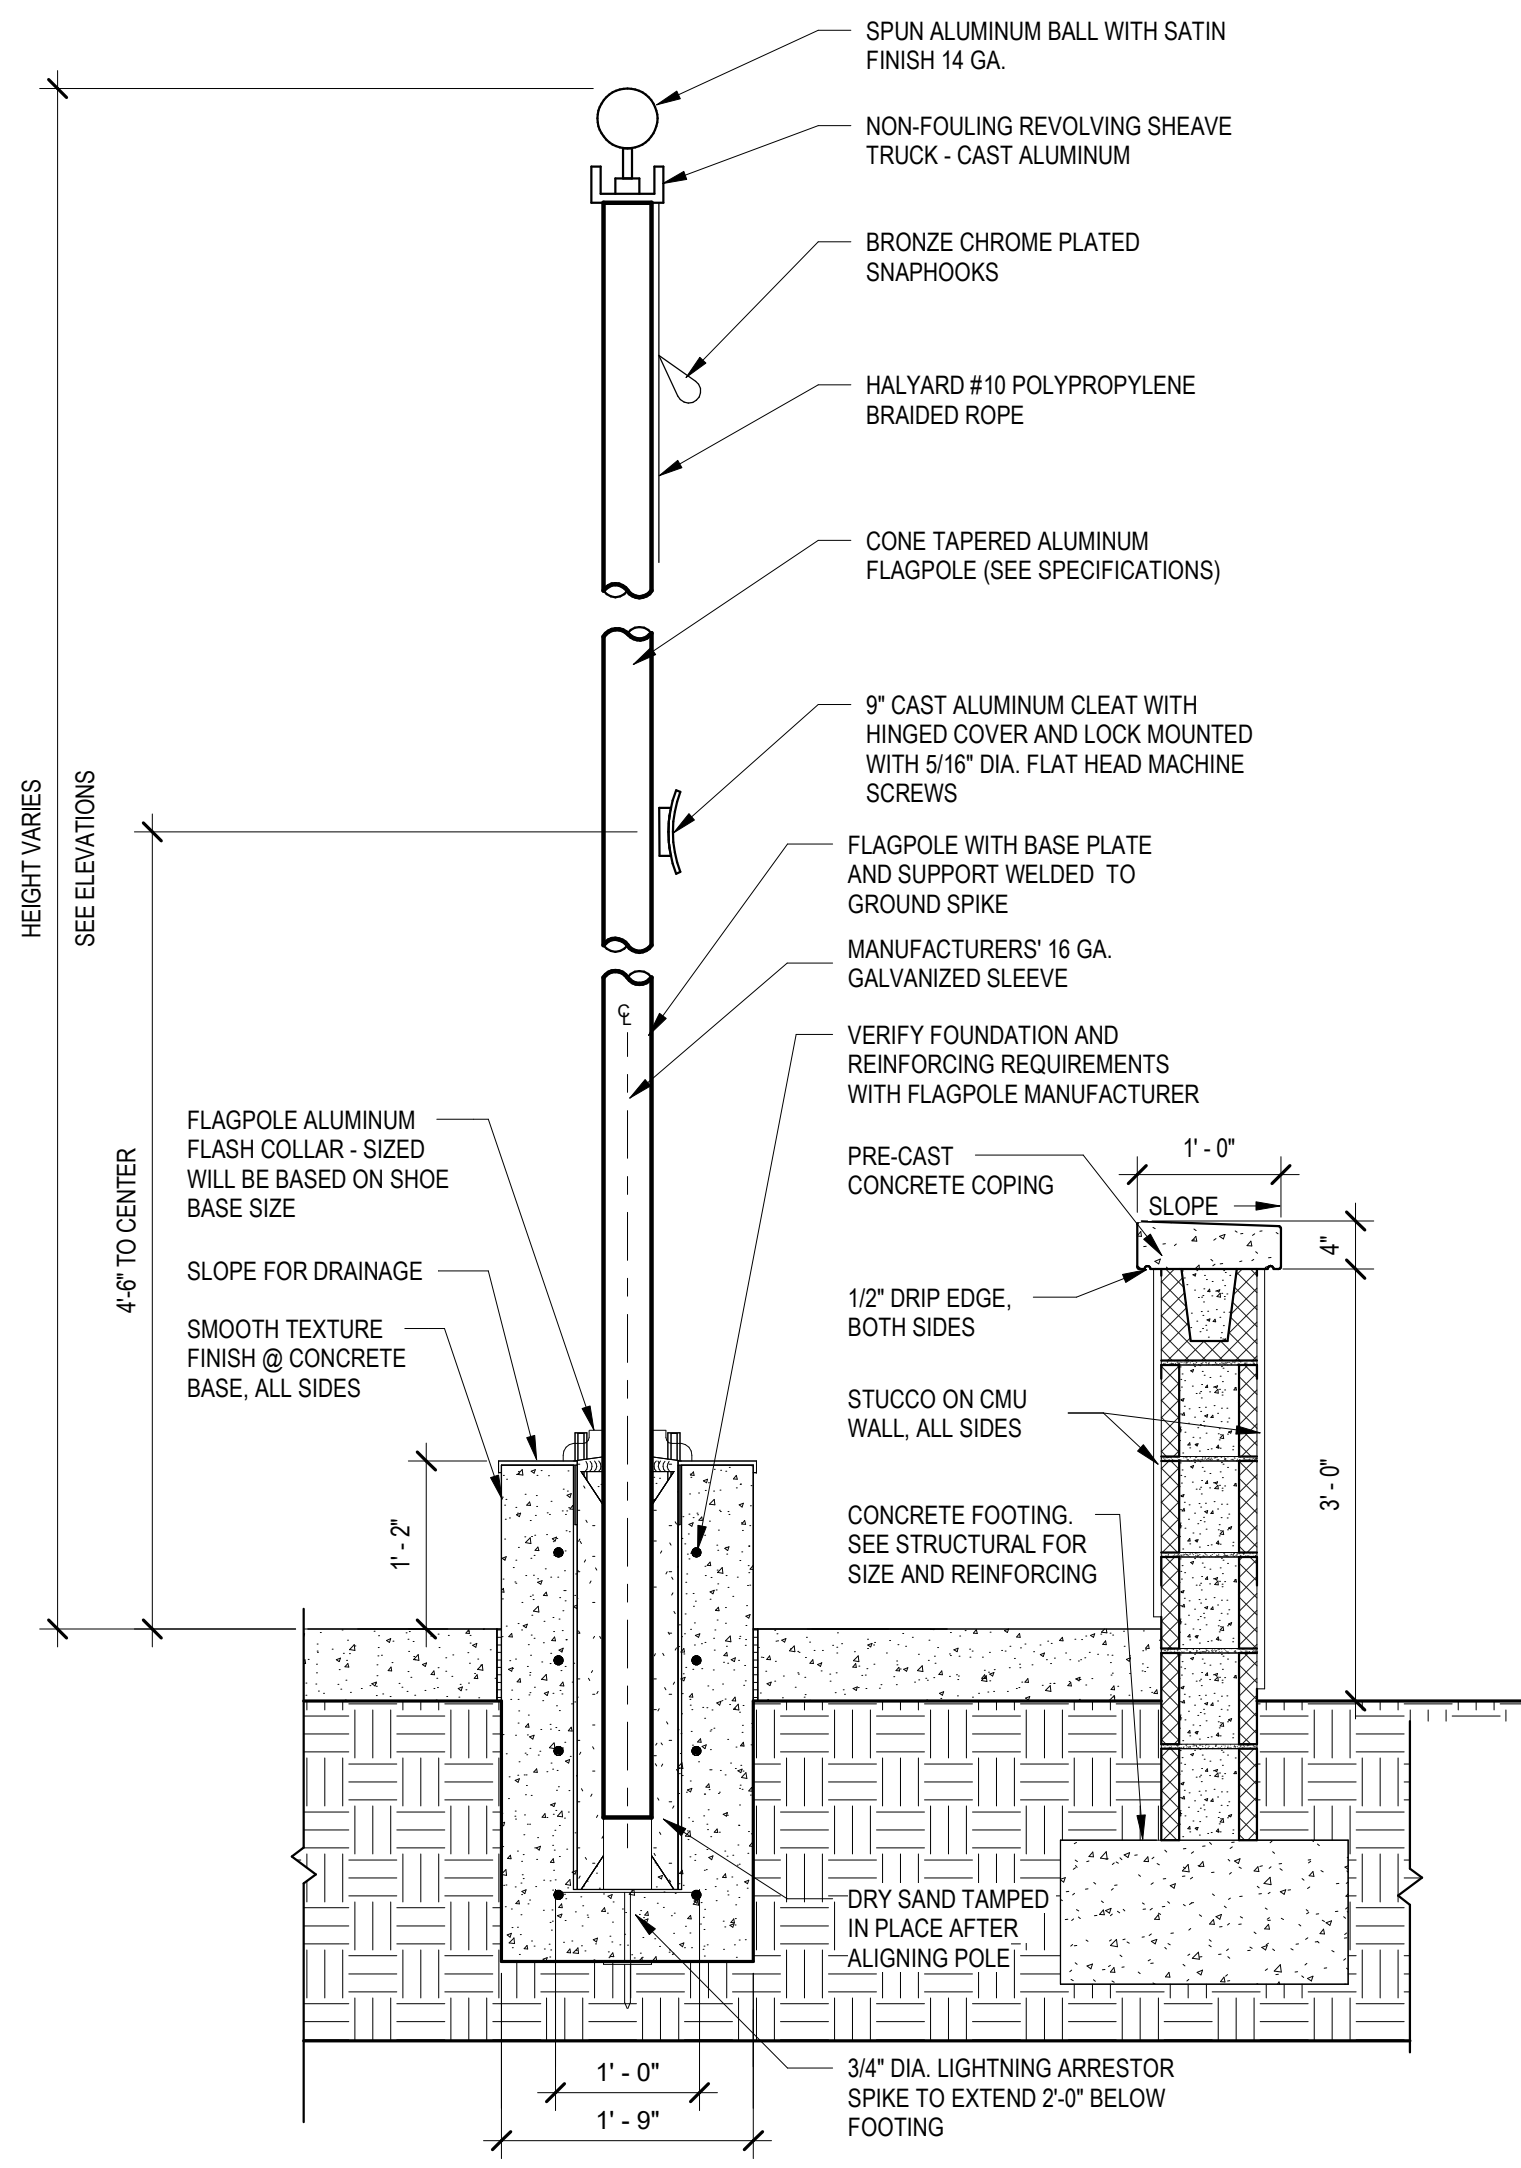 SPUN ALUMINUM BALL WITH SATIN
FINISH 14 GA.
NON-FOULING REVOLVING SHEAVE
TRUCK - CAST ALUMINUM
BRONZE CHROME PLATED
SNAPHOOKS
HALYARD #10 POLYPROPYLENE
BRAIDED ROPE
CONE TAPERED ALUMINUM
FLAGPOLE (SEE SPECIFICATIONS)
9" CAST ALUMINUM CLEAT WITH
HINGED COVER AND LOCK MOUNTED
WITH 5/16" DIA. FLAT HEAD MACHINE
SCREWS
HEIGHT VARIES
SEE ELEVATIONS
FLAGPOLE WITH BASE PLATE
AND SUPPORT WELDED TO
GROUND SPIKE
MANUFACTURERS' 16 GA.
GALVANIZED SLEEVE
CL
VERIFY FOUNDATION AND
REINFORCING REQUIREMENTS
WITH FLAGPOLE MANUFACTURER
FLAGPOLE ALUMINUM
FLASH COLLAR - SIZED
WILL BE BASED ON SHOE
BASE SIZE
4'-6" TO CENTER
SLOPE FOR DRAINAGE
SMOOTH TEXTURE
FINISH @ CONCRETE
BASE, ALL SIDES
1' - 2"
PRE-CAST
CONCRETE COPING
1' - 0"
SLOPE
4"
1/2" DRIP EDGE,
BOTH SIDES
STUCCO ON CMU
WALL, ALL SIDES
3' - 0"
CONCRETE FOOTING.
SEE STRUCTURAL FOR
SIZE AND REINFORCING
DRY SAND TAMPED
IN PLACE AFTER
ALIGNING POLE
3/4" DIA. LIGHTNING ARRESTOR
SPIKE TO EXTEND 2'-0" BELOW
FOOTING
1' - 0"
1' - 9"